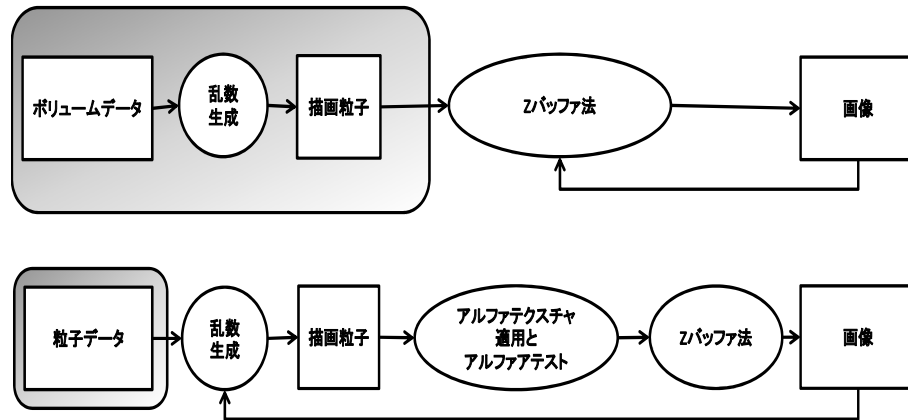 ボリュームデータ
乱数
生成
描画粒子
Zバッファ法
画像
粒子データ
乱数
生成
描画粒子
アルファテクスチャ
適用と
アルファアテスト
Zバッファ法
画像